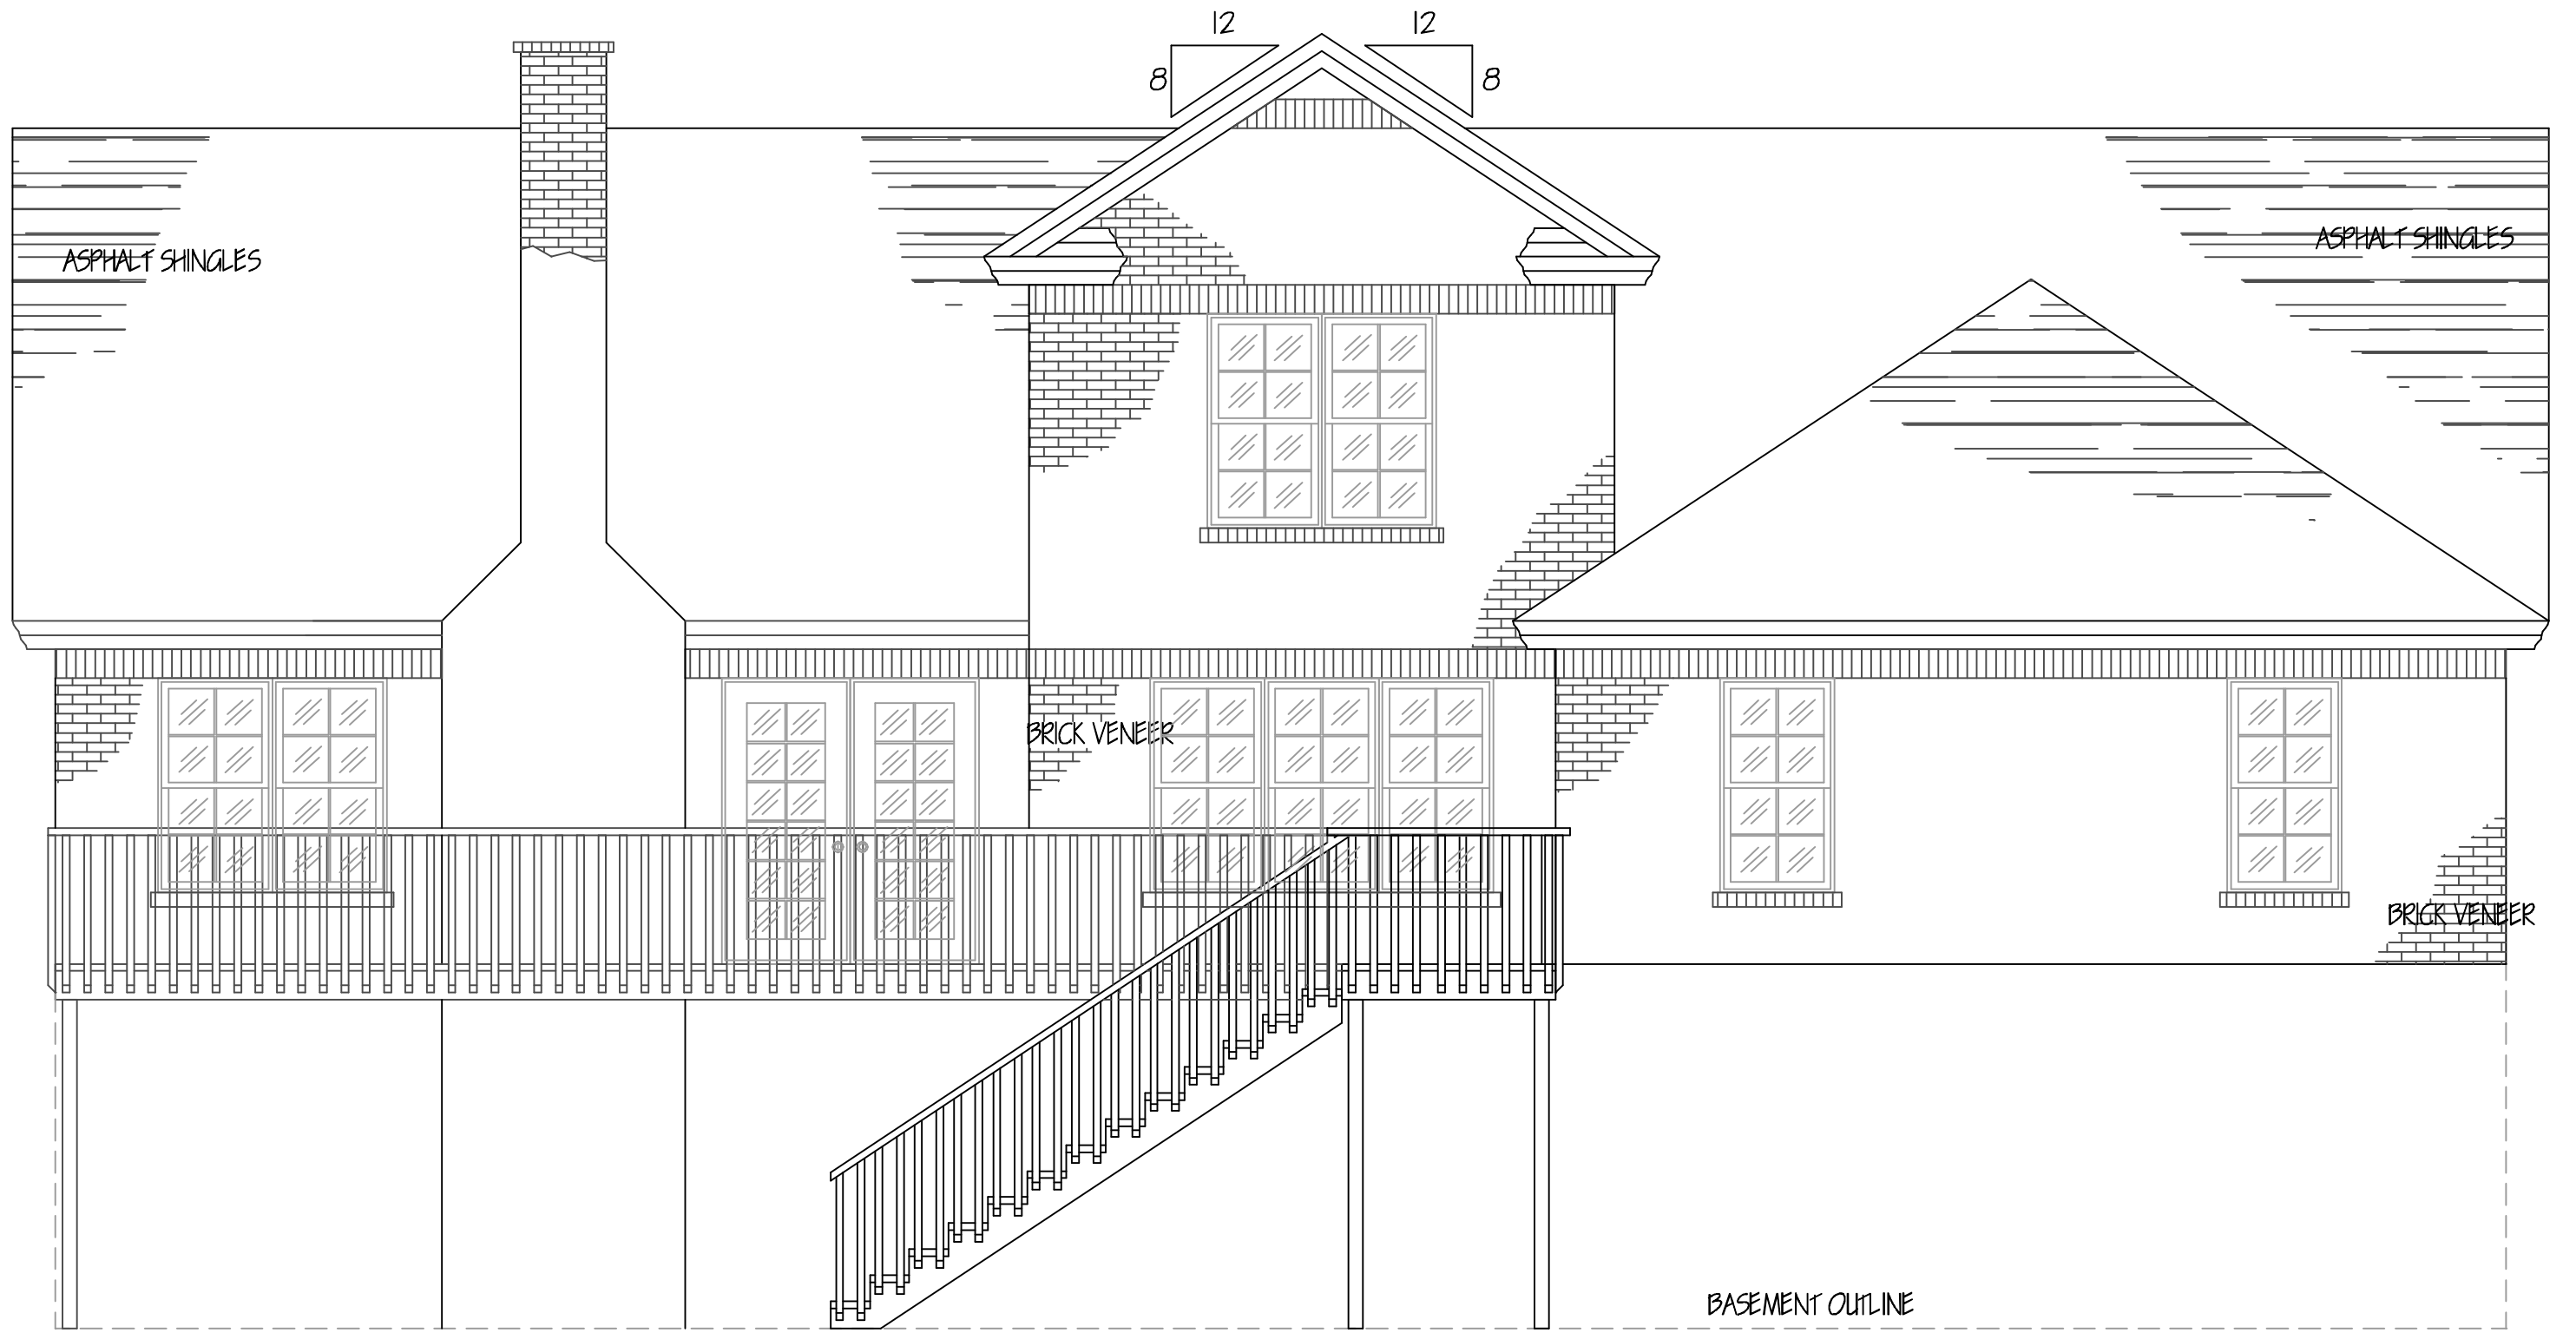 12
12
8
8
ASPHALT SHINGLES
ASPHALT SHINGLES
BRICK VENEER
BRICK VENEER
BASEMENT OUTLINE